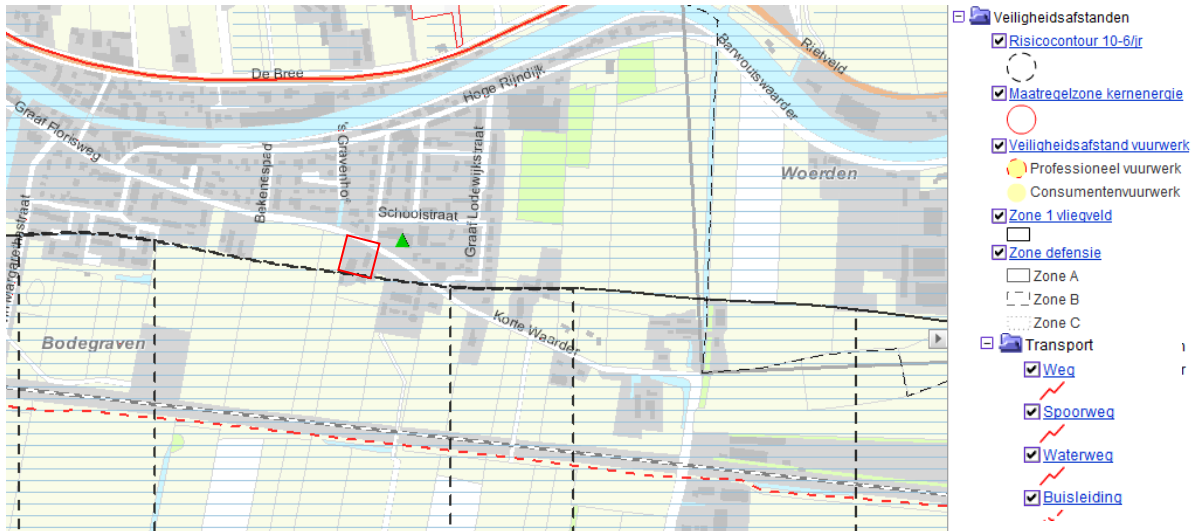 De Bree
Hoge Rijndijk
Barwoutswaarder
Rietveld
Graaf Florisweg
's Gravenhof
Bekenespad
Graaf Lodewijkstraat
Schoolstraat
Woerden
Margarethastraat
Korte Waarder
Bodegraven
Veiligheidsafstanden
Risicocontour 10-6/jr
Maatregelzone kernenergie
Veiligheidsafstand vuurwerk
Professioneel vuurwerk
Consumentenvuurwerk
Zone 1 vliegveld
Zone defensie
Zone A
Zone B
Zone C
Transport
Weg
Spoorweg
Waterweg
Buisleiding